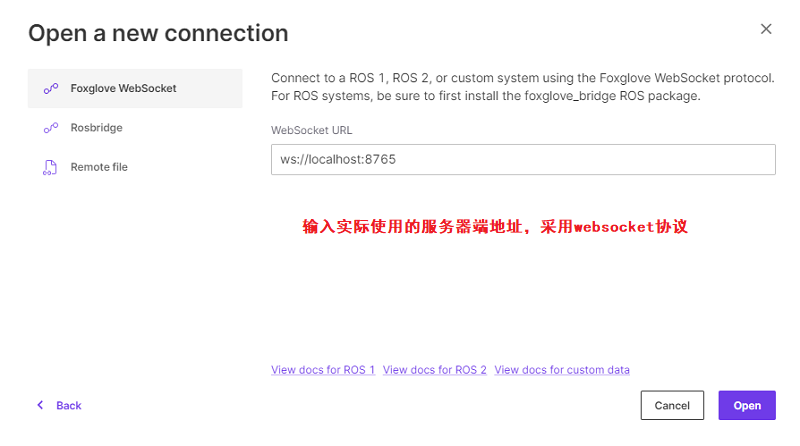 Open a new connection
Foxglove WebSocket
Rosbridge
Remote file
Connect to a ROS 1, ROS 2, or custom system using the Foxglove WebSocket protocol.
For ROS systems, be sure to first install the foxglove_bridge ROS package.
WebSocket URL
ws://localhost:8765
输入实际使用的服务器端地址，采用websocket协议
View docs for ROS 1 View docs for ROS 2 View docs for custom data
Back Cancel Open